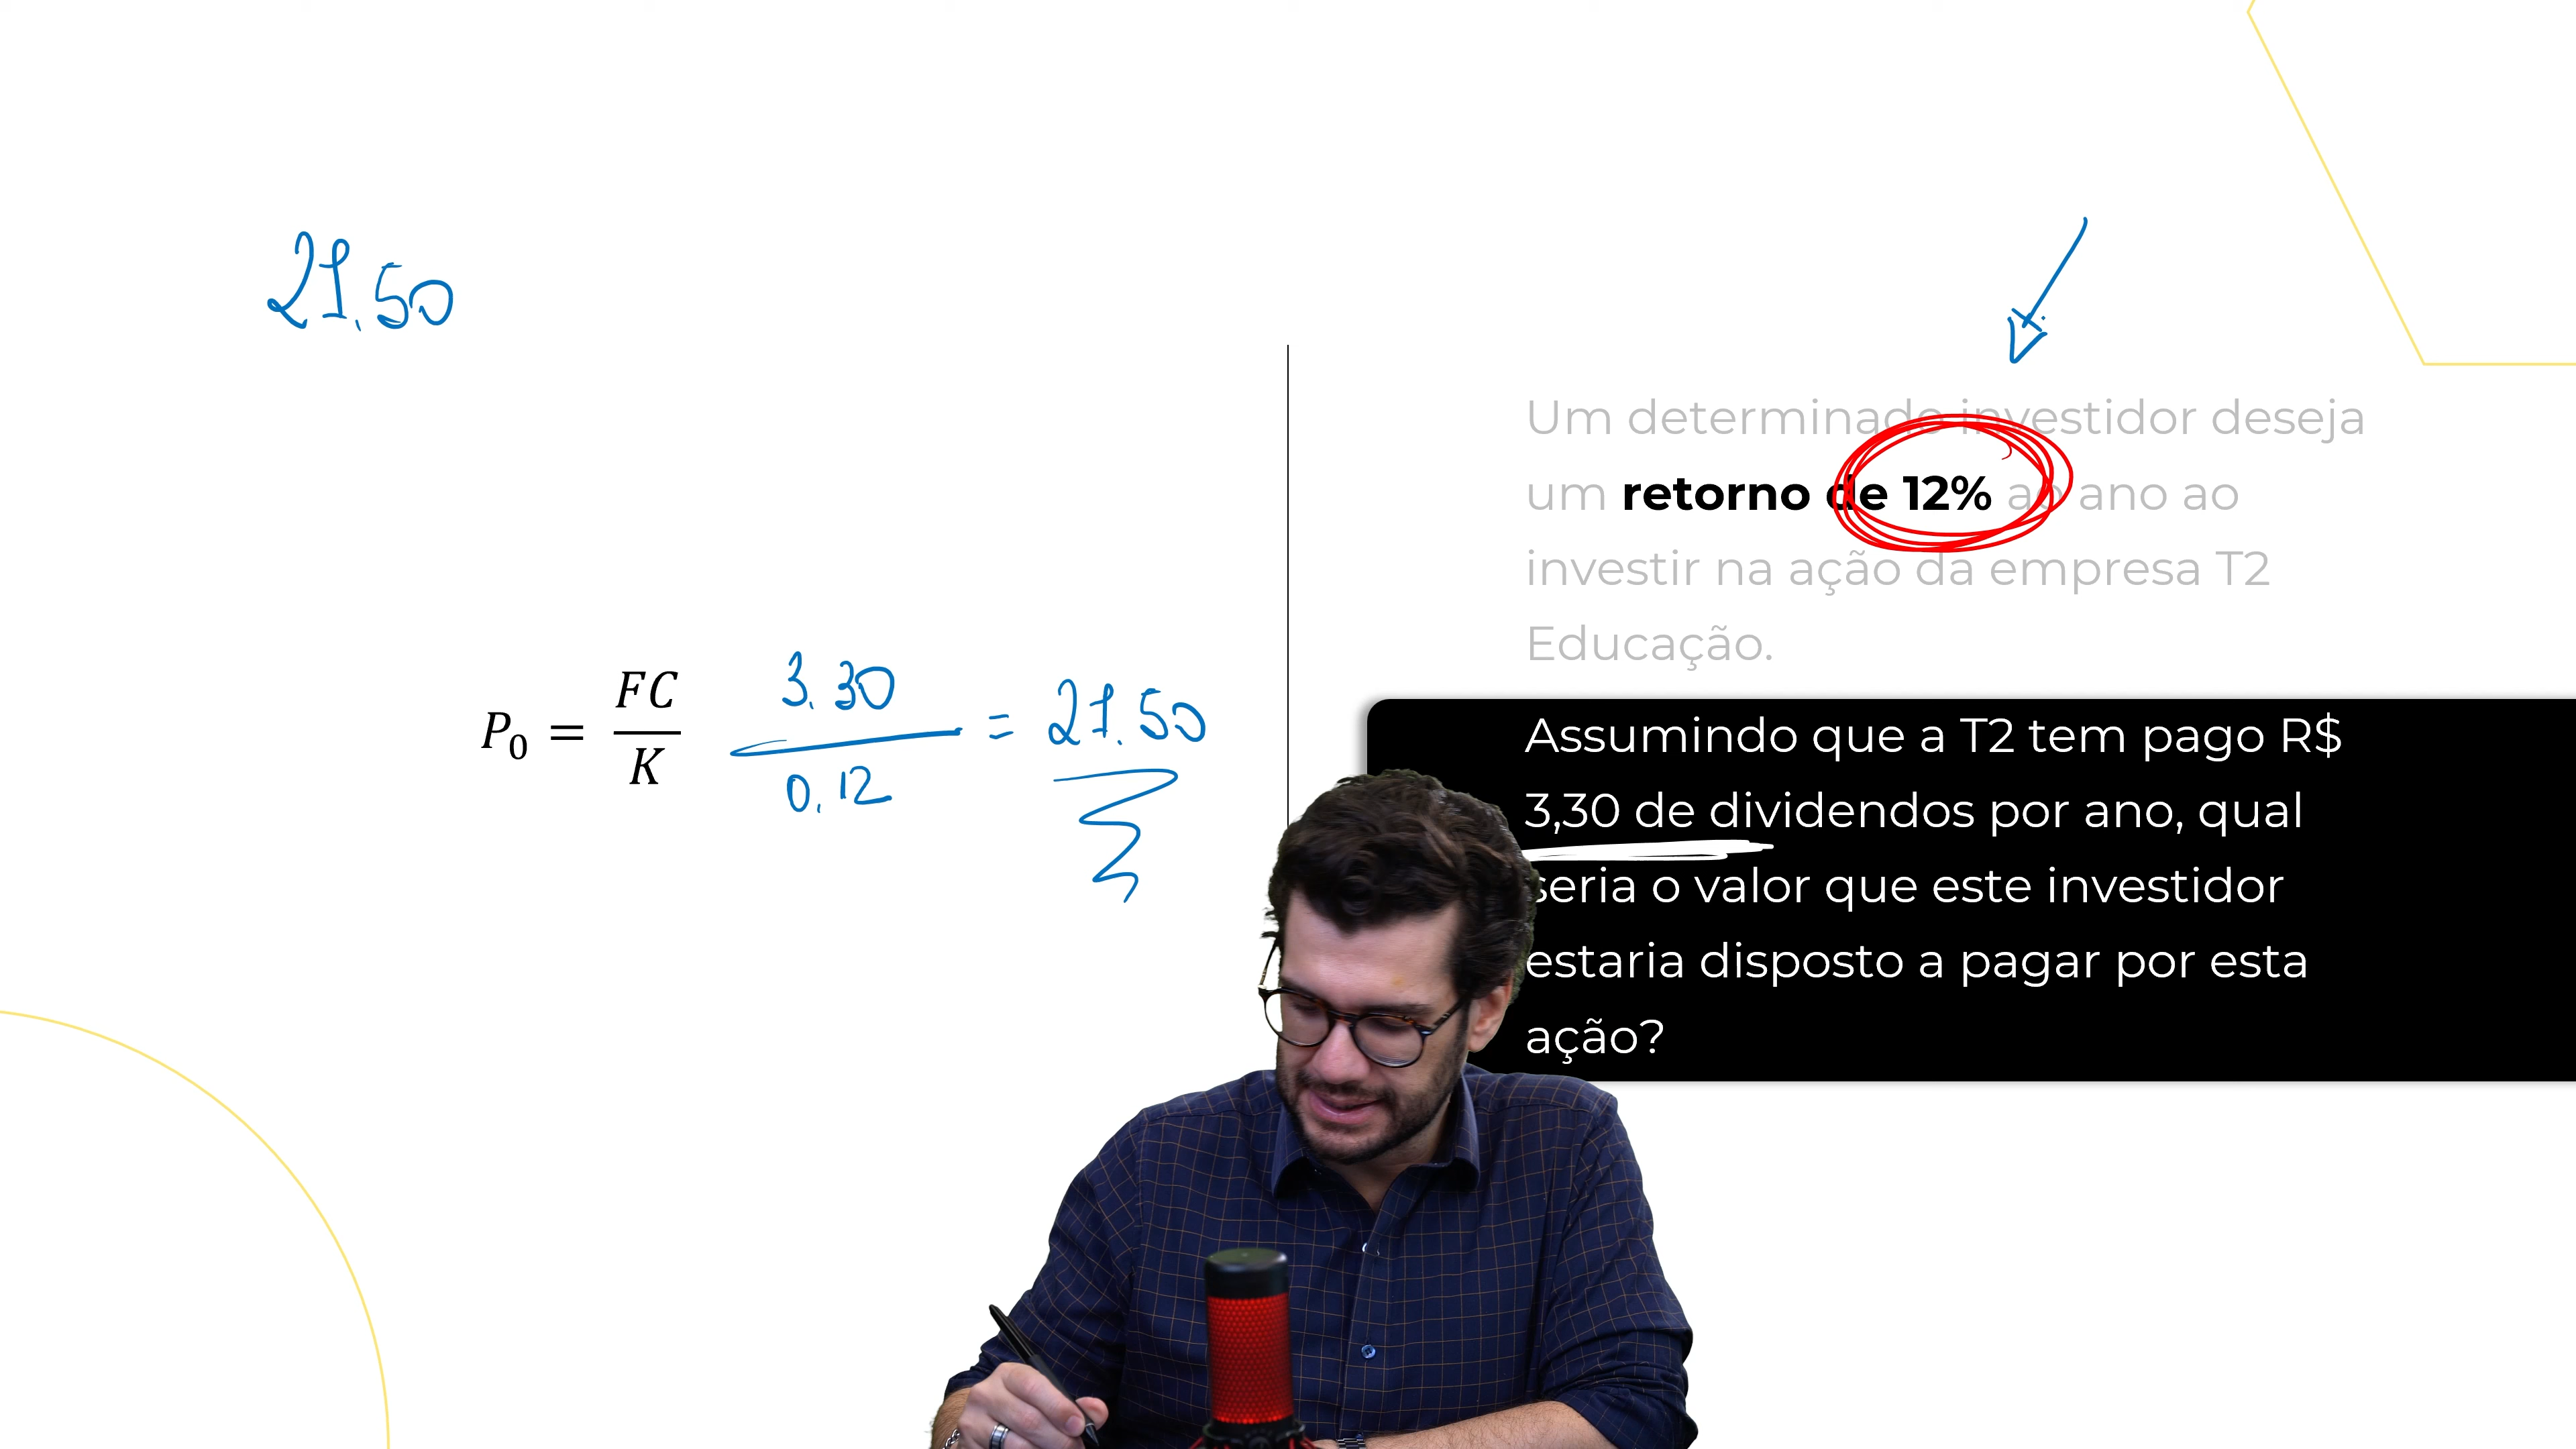 27.50
P₀ = FC/K 3.30/0.12 = 27.50
Um determinado investidor deseja
um retorno de 12% ao ano ao
investir na ação da empresa T2
Educação.
Assumindo que a T2 tem pago R$
3,30 de dividendos por ano, qual
seria o valor que este investidor
estaria disposto a pagar por esta
ação?